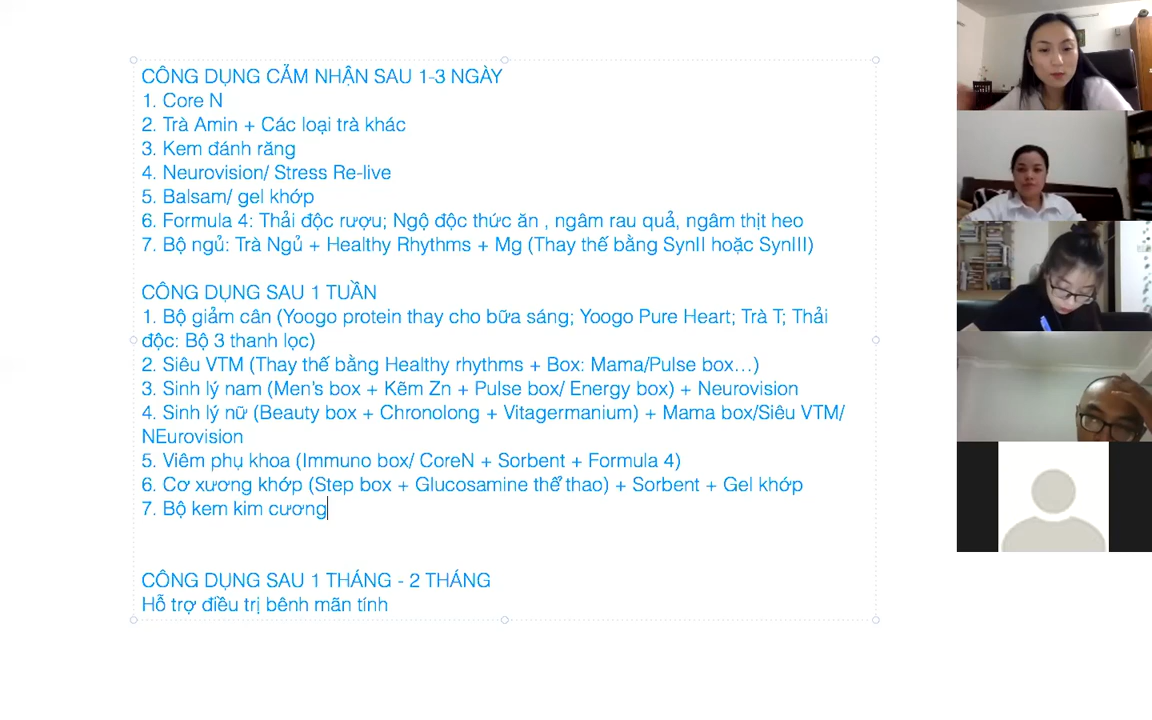 CÔNG DỤNG CẢM NHẬN SAU 1-3 NGÀY
1. Core N
2. Trà Amin + Các loại trà khác
3. Kem đánh răng
4. Neurovision/ Stress Re-live
5. Balsam/ gel khớp
6. Formula 4: Thải độc rượu; Ngộ độc thức ăn , ngâm rau quả, ngâm thịt heo
7. Bộ ngủ: Trà Ngủ + Healthy Rhythms + Mg (Thay thế bằng SynII hoặc SynIII)
CÔNG DỤNG SAU 1 TUẦN
1. Bộ giảm cân (Yoogo protein thay cho bữa sáng; Yoogo Pure Heart; Trà T; Thải
độc: Bộ 3 thanh lọc)
2. Siêu VTM (Thay thế bằng Healthy rhythms + Box: Mama/Pulse box…)
3. Sinh lý nam (Men's box + Kẽm Zn + Pulse box/ Energy box) + Neurovision
4. Sinh lý nữ (Beauty box + Chronolong + Vitagermanium) + Mama box/Siêu VTM/
NEurovision
5. Viêm phụ khoa (Immuno box/ CoreN + Sorbent + Formula 4)
6. Cơ xương khớp (Step box + Glucosamine thể thao) + Sorbent + Gel khớp
7. Bộ kem kim cương
CÔNG DỤNG SAU 1 THÁNG - 2 THÁNG
Hỗ trợ điều trị bênh mãn tính